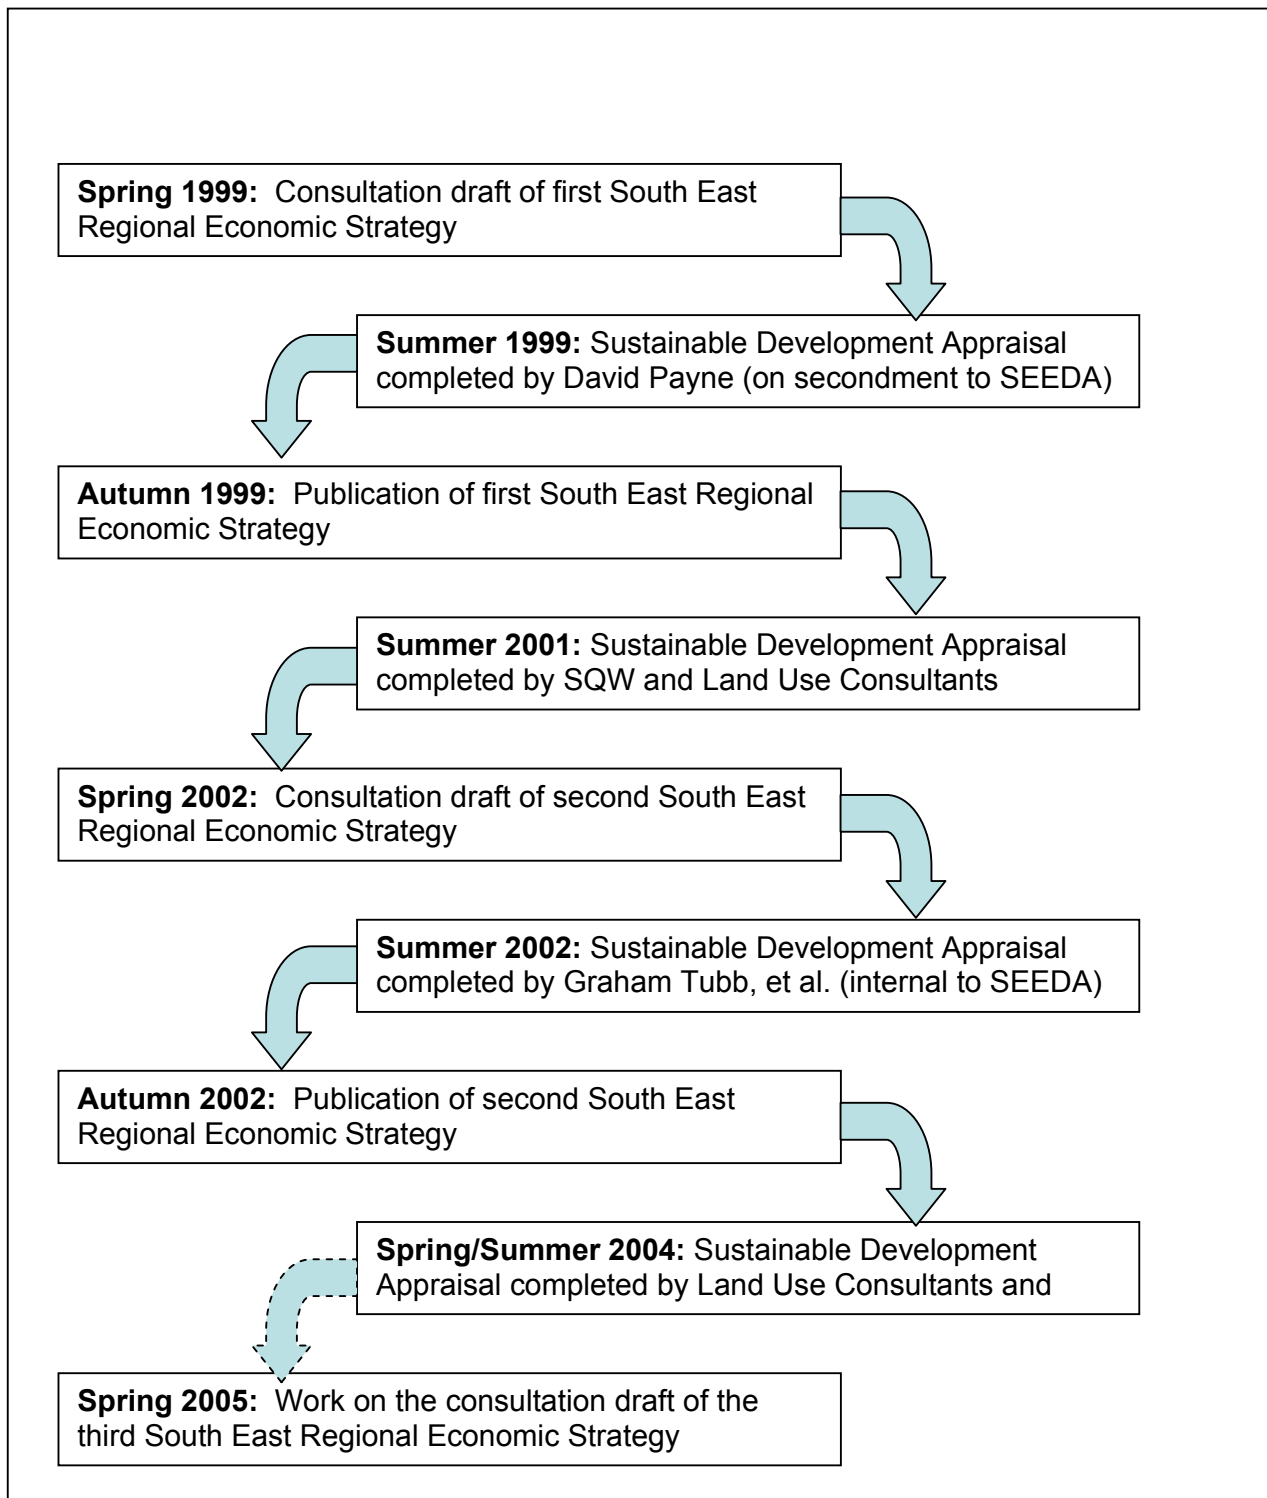 Spring 1999: Consultation draft of first South East
Regional Economic Strategy
Summer 1999: Sustainable Development Appraisal
completed by David Payne (on secondment to SEEDA)
Autumn 1999: Publication of first South East Regional
Economic Strategy
Summer 2001: Sustainable Development Appraisal
completed by SQW and Land Use Consultants
Spring 2002: Consultation draft of second South East
Regional Economic Strategy
Summer 2002: Sustainable Development Appraisal
completed by Graham Tubb, et al. (internal to SEEDA)
Autumn 2002: Publication of second South East
Regional Economic Strategy
Spring/Summer 2004: Sustainable Development
Appraisal completed by Land Use Consultants and
Spring 2005: Work on the consultation draft of the
third South East Regional Economic Strategy